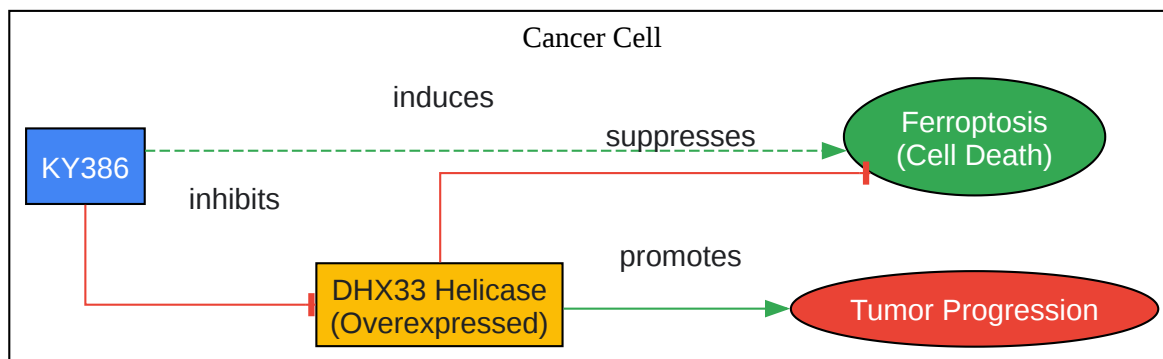 Cancer Cell
induces
suppresses
Ferroptosis
(Cell Death)
KY386
inhibits
promotes
DHX33 Helicase
(Overexpressed)
Tumor Progression